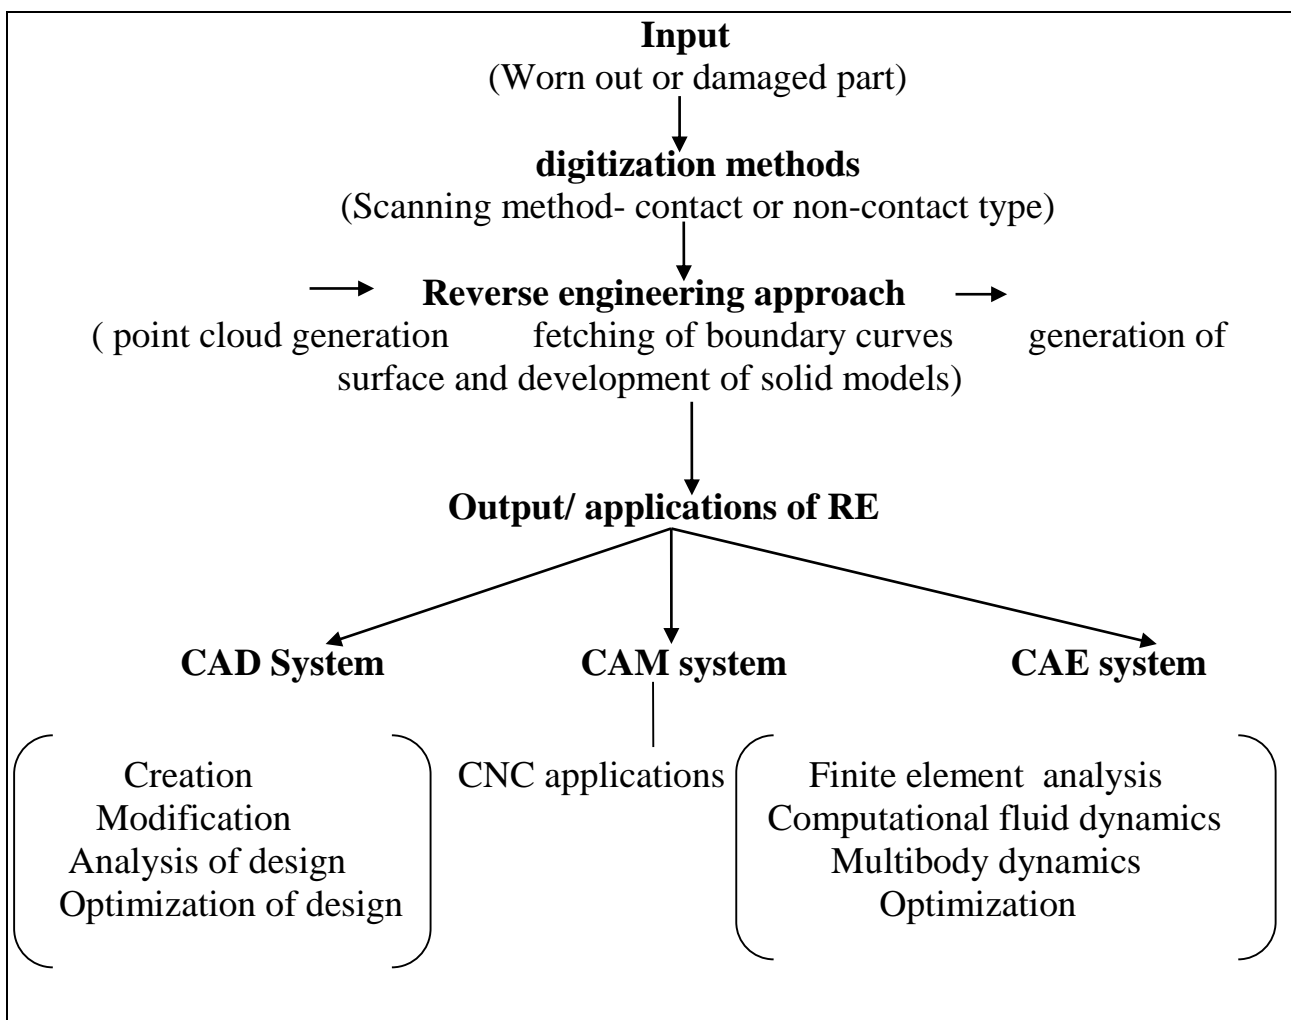 Input
(Worn out or damaged part)
digitization methods
(Scanning method- contact or non-contact type)
Reverse engineering approach
( point cloud generation fetching of boundary curves generation of
surface and development of solid models)
Output/ applications of RE
CAD System CAM system CAE system
Creation CNC applications Finite element analysis
Modification Computational fluid dynamics
Analysis of design Multibody dynamics
Optimization of design Optimization